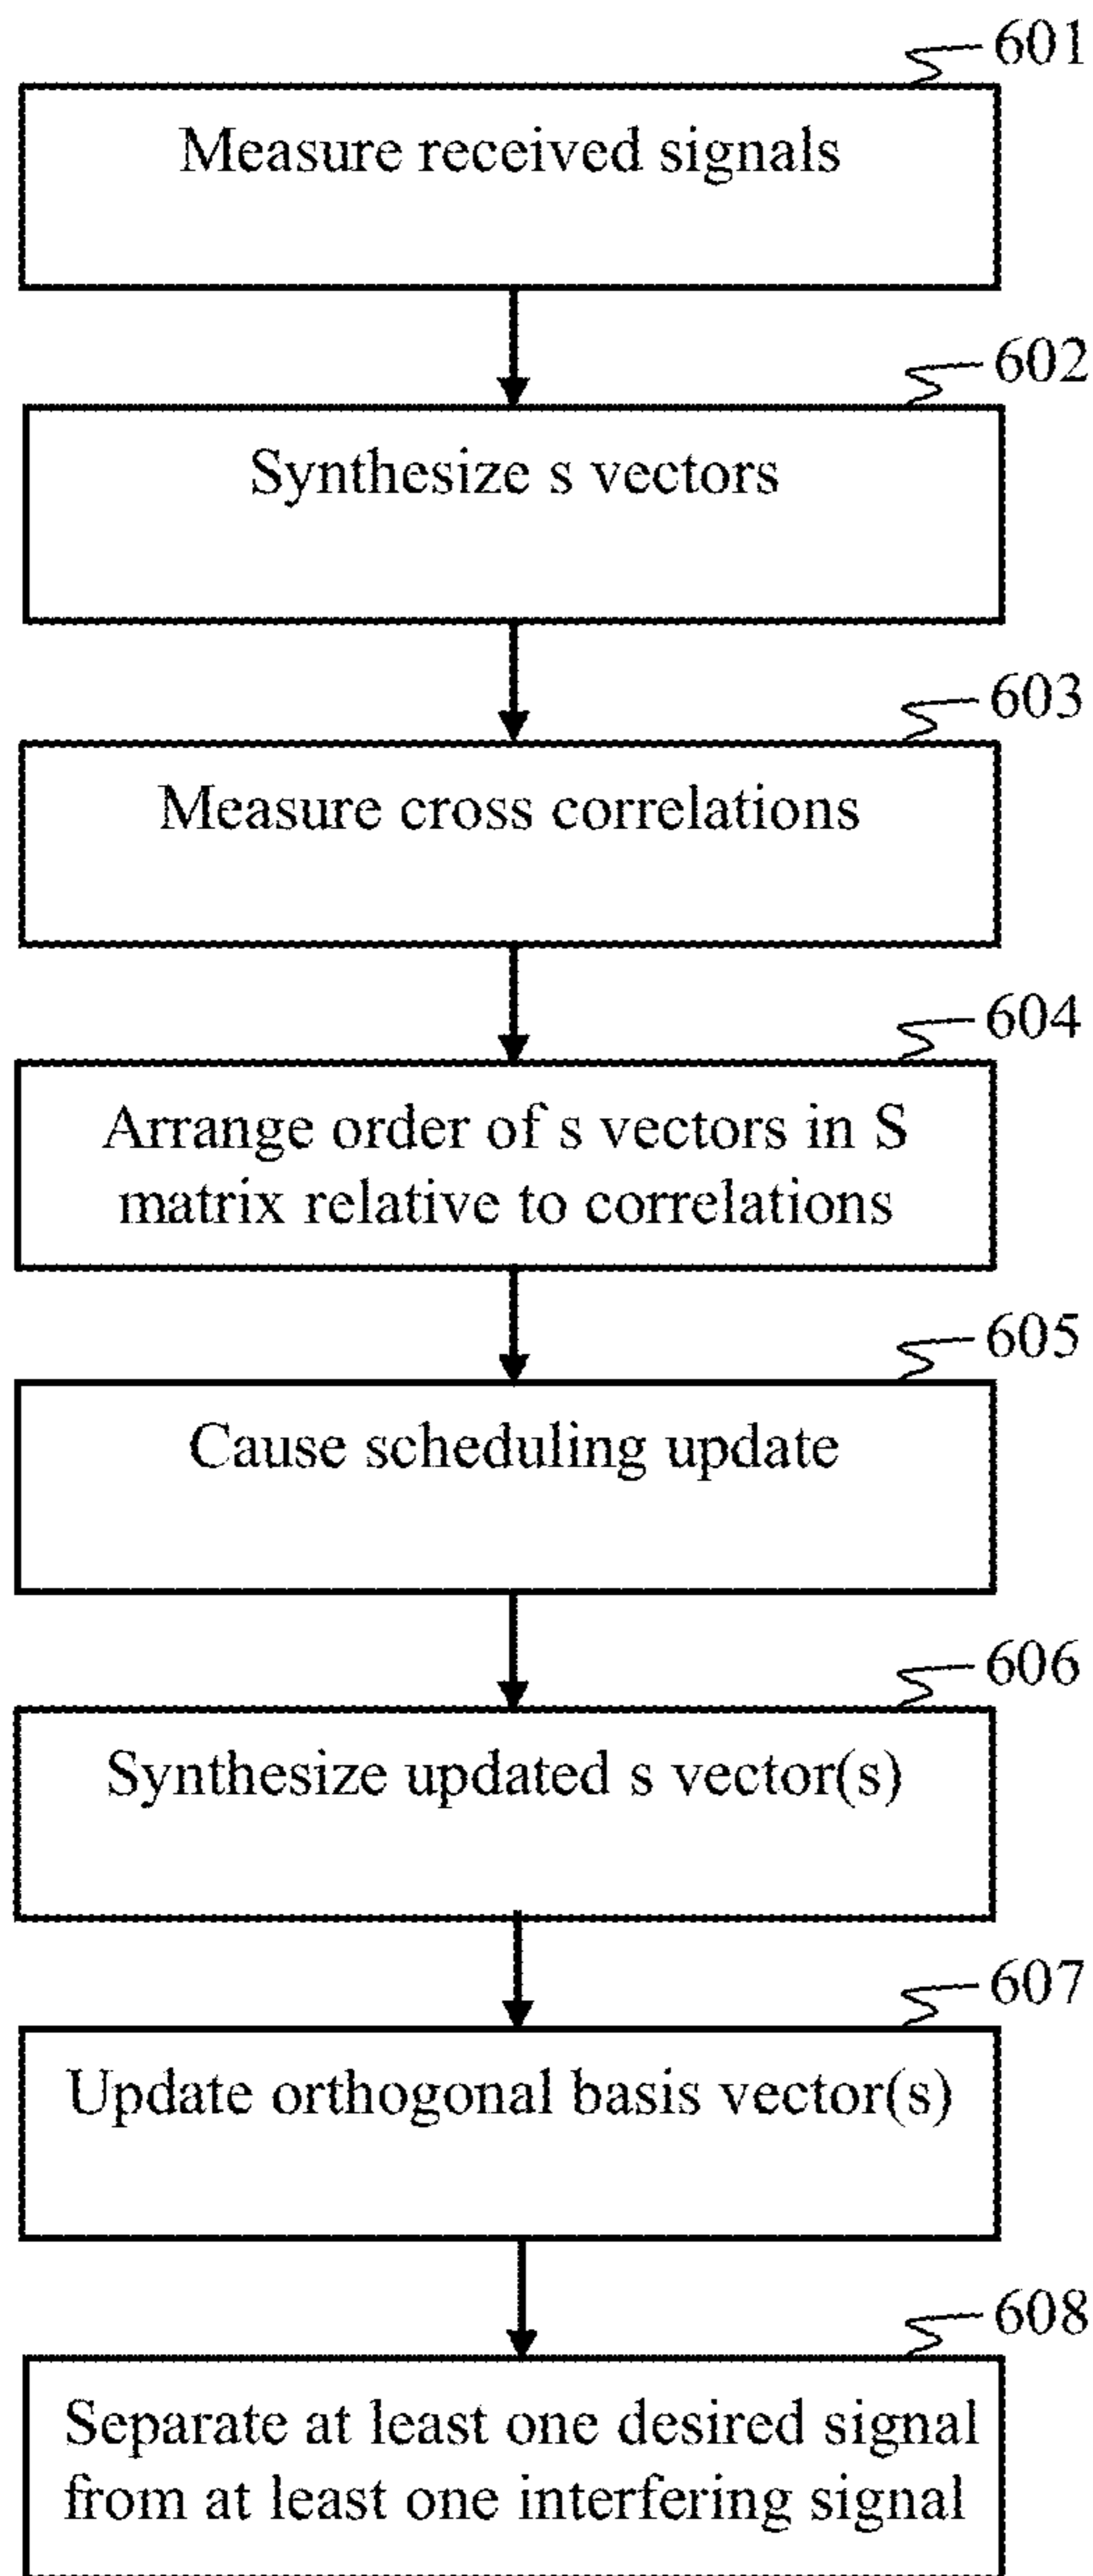 601
Measure received signals
602
Synthesize s vectors
603
Measure cross correlations
604
Arrange order of s vectors in S
matrix relative to correlations
605
Cause scheduling update
606
Synthesize updated s vector(s)
607
Update orthogonal basis vector(s)
608
Separate at least one desired signal
from at least one interfering signal